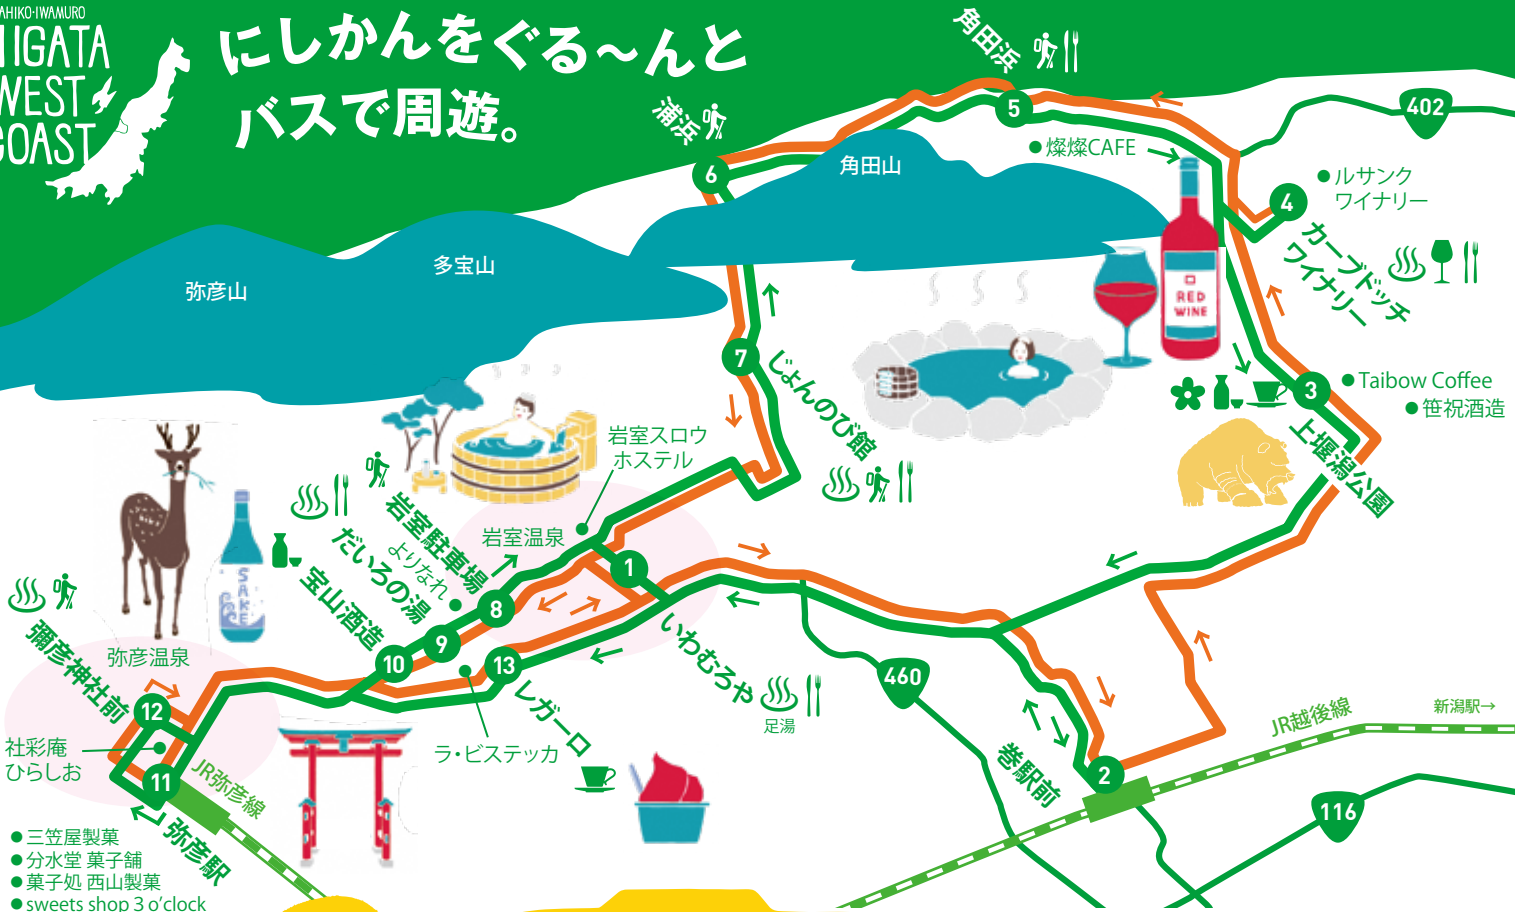 AHIKO-IWAMURO
IIGATA
WEST
COAST
にしかんをぐる〜んと
バスで周遊。
角田浜
浦浜
5
402
燦燦CAFE
6
角田山
ルサンク
ワイナリー
4
カーブドッチ
ワイナリー
多宝山
弥彦山
RED
WINE
7
じょんのび館
3
Taibow Coffee
笹祝酒造
上堰潟公園
岩室スロウ
ホステル
岩室温泉
岩室駐車場
よりなれ
だいろの湯
宝山酒造
SAKE
1
8
9
10
13
いわむろや
足湯
レガーロ
ラ・ビステッカ
460
彌彦神社前
弥彦温泉
12
社彩庵
ひらしお
11
JR弥彦線
弥彦駅
巻駅前
2
JR越後線
新潟駅→
116
三笠屋製菓
分水堂 菓子舗
菓子処 西山製菓
sweets shop 3 o'clock